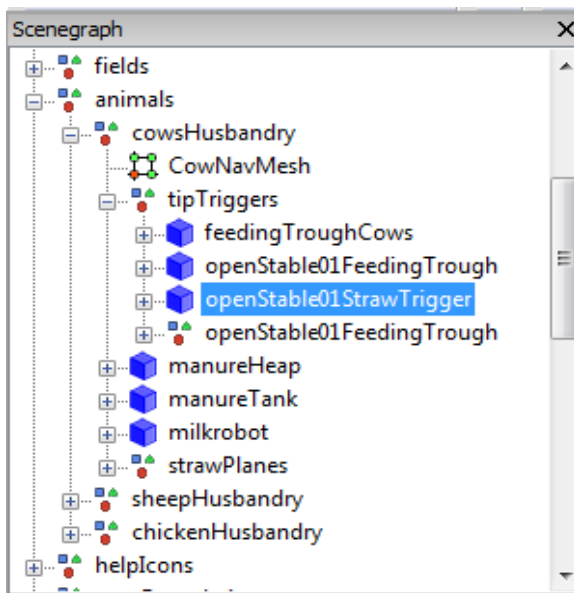 Scenegraph
fields
animals
cowsHusbandry
CowNavMesh
tipTriggers
feedingTroughCows
openStable01FeedingTrough
openStable01StrawTrigger
openStable01FeedingTrough
manureHeap
manureTank
milkrobot
strawPlanes
sheepHusbandry
chickenHusbandry
helpIcons